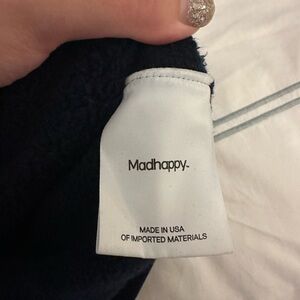 Madhappy.
MADE IN USA
OF IMPORTED MATERIALS